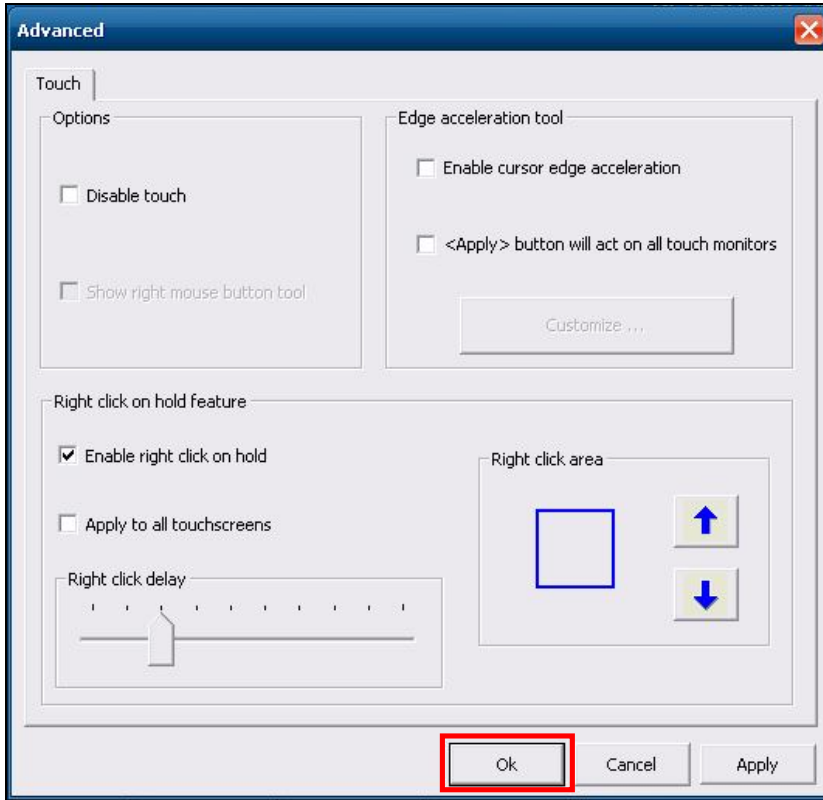 Advanced
Touch
Options
Disable touch
Show right mouse button tool
Edge acceleration tool
Enable cursor edge acceleration
<Apply> button will act on all touch monitors
Customize ...
Right click on hold feature
Enable right click on hold
Apply to all touchscreens
Right click delay
Right click area
Ok
Cancel
Apply